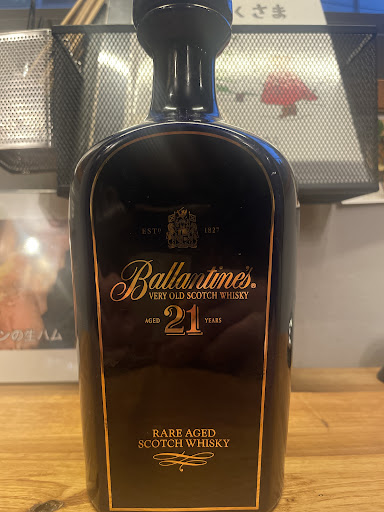 くさま
ESTD 1827
Ballantine's®
VERY OLD SCOTCH WHISKY
AGED 21 YEARS
ンの生ハム
RARE AGED
SCOTCH WHISKY